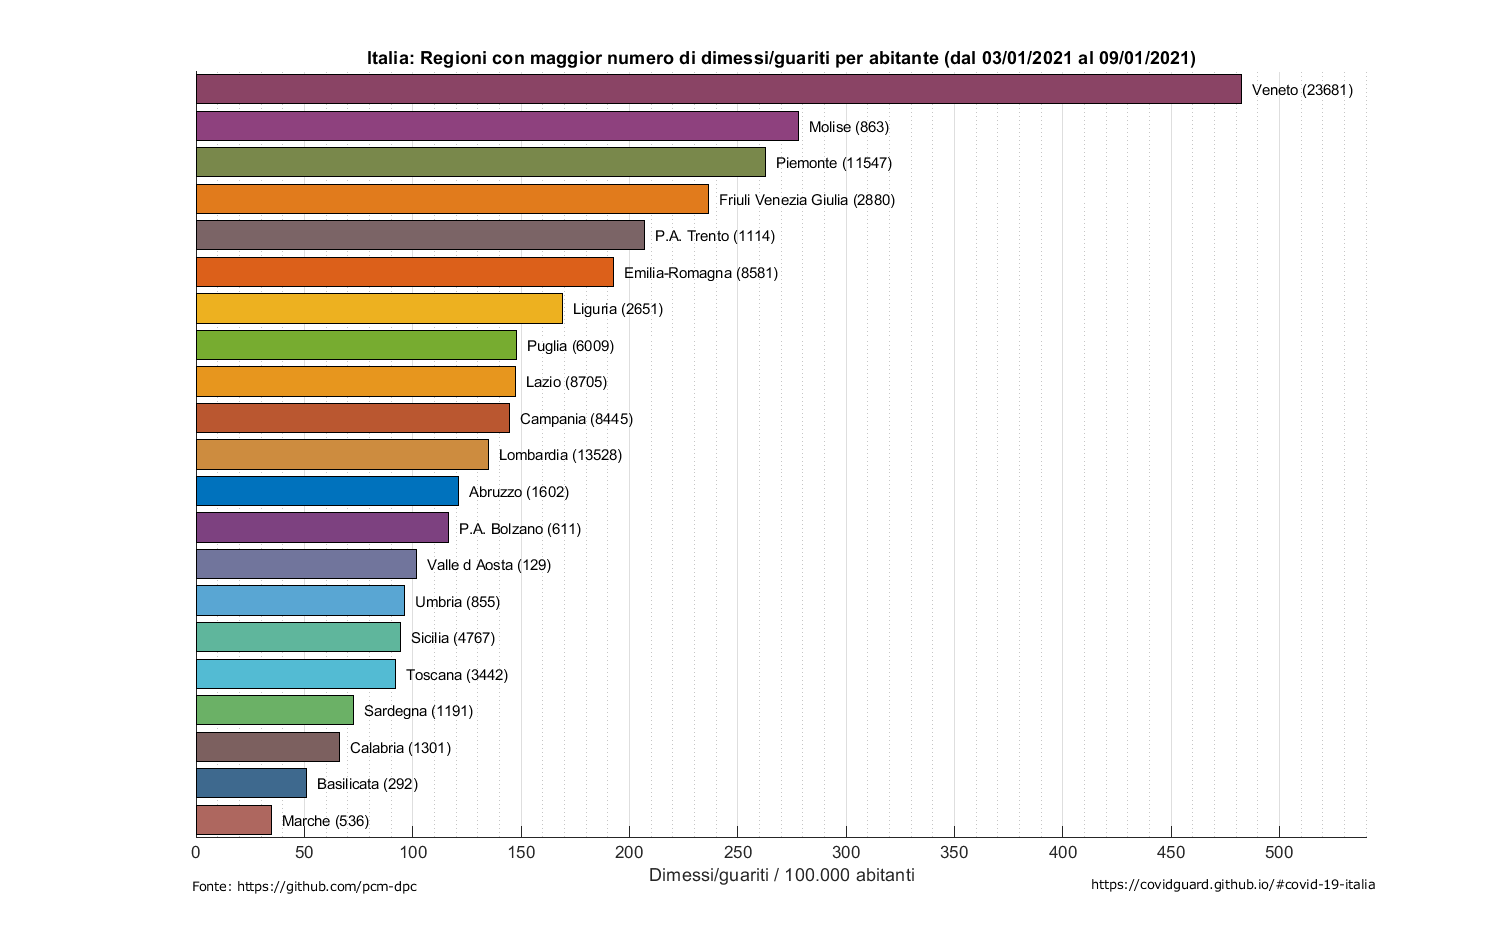 Italia: Regioni con maggior numero di dimessi/guariti per abitante (dal 03/01/2021 al 09/01/2021)
Veneto (23681)
Molise (863)
Piemonte (11547)
Friuli Venezia Giulia (2880)
P.A. Trento (1114)
Emilia-Romagna (8581)
Liguria (2651)
Puglia (6009)
Lazio (8705)
Campania (8445)
Lombardia (13528)
Abruzzo (1602)
P.A. Bolzano (611)
Valle d Aosta (129)
Umbria (855)
Sicilia (4767)
Toscana (3442)
Sardegna (1191)
Calabria (1301)
Basilicata (292)
Marche (536)
0 50 100 150 200 250 300 350 400 450 500
Dimessi/guariti / 100.000 abitanti
Fonte: https://github.com/pcm-dpc
https://covidguard.github.io/#covid-19-italia